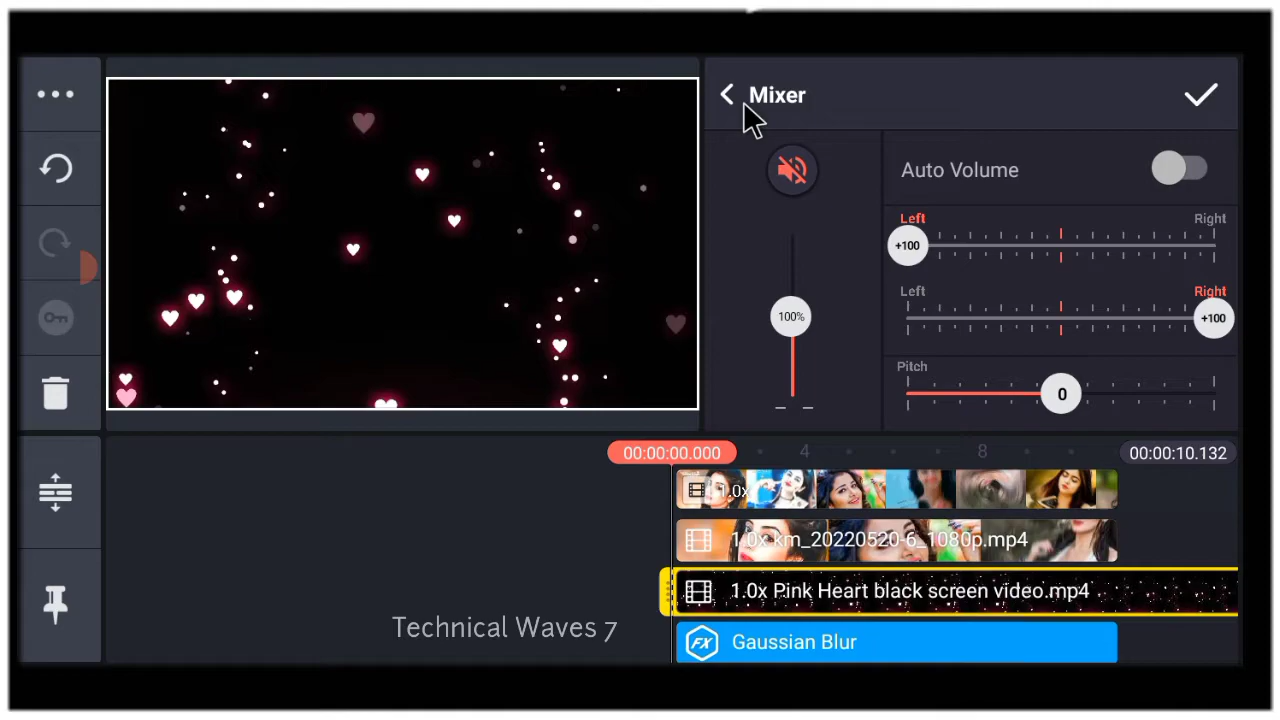 Mixer
Auto Volume
Left Right
+100
Left Right
+100
100%
Pitch
0
00:00:00.000 4 8 00:00:10.132
1.0x
1.0x km_20220520-6_1080p.mp4
1.0x Pink Heart black screen video.mp4
Technical Waves 7
FX Gaussian Blur